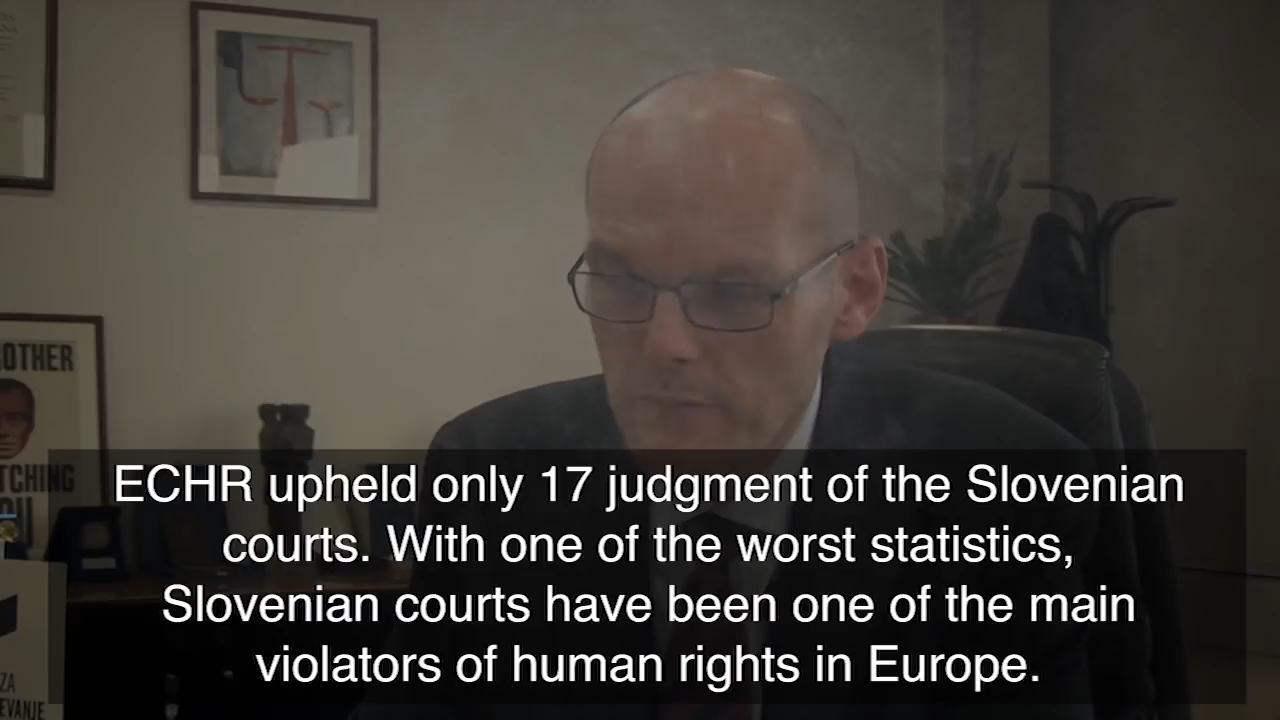 OTHER
TCHING
ECHR upheld only 17 judgment of the Slovenian
courts. With one of the worst statistics,
Slovenian courts have been one of the main
violators of human rights in Europe.
ZA
EVANJE